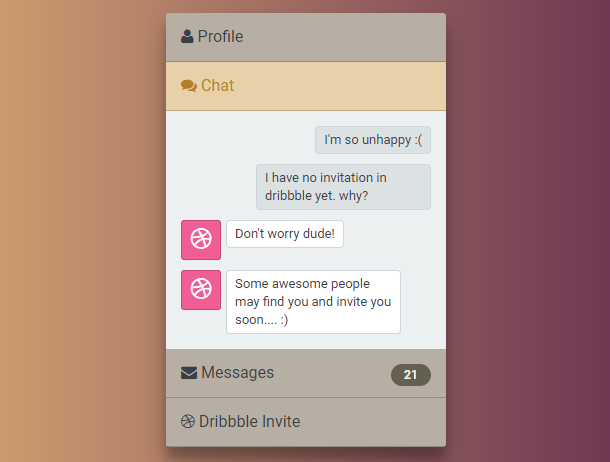 Profile
Chat
I'm so unhappy :(
I have no invitation in
dribbble yet. why?
Don't worry dude!
Some awesome people
may find you and invite you
soon.... :)
Messages 21
Dribbble Invite